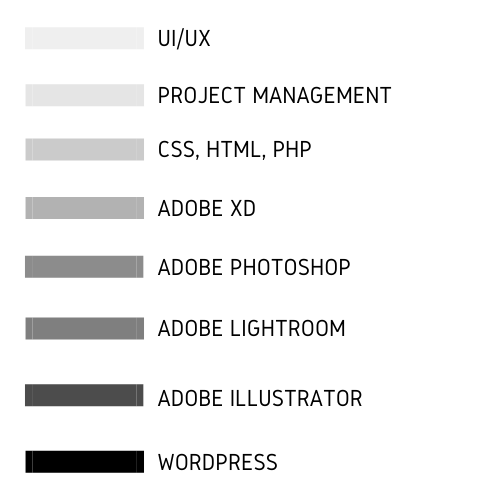 UI/UX
PROJECT MANAGEMENT
CSS, HTML, PHP
ADOBE XD
ADOBE PHOTOSHOP
ADOBE LIGHTROOM
ADOBE ILLUSTRATOR
WORDPRESS